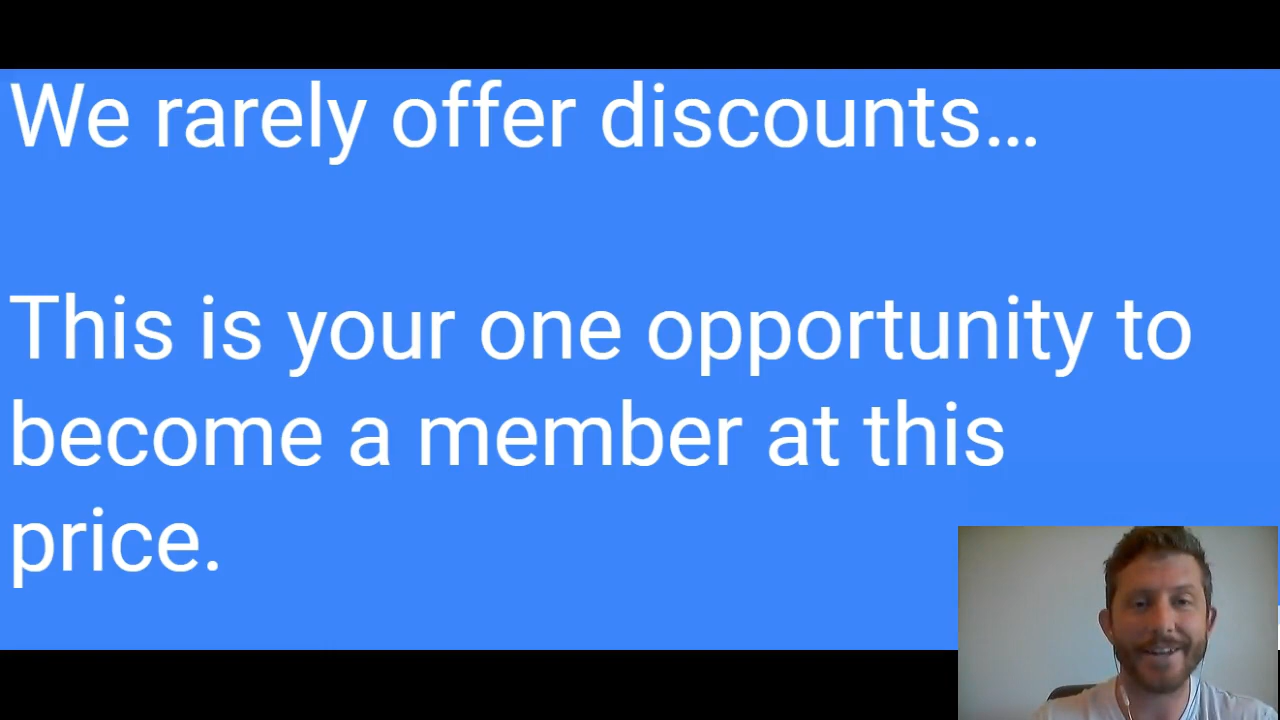 We rarely offer discounts…
This is your one opportunity to
become a member at this
price.